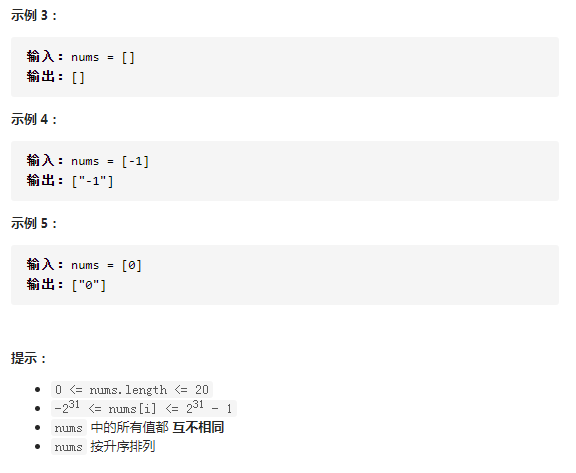 示例 3：
输入：nums = []
输出：[]
示例 4：
输入：nums = [-1]
输出：["-1"]
示例 5：
输入：nums = [0]
输出：["0"]
提示：
0 <= nums.length <= 20
-2^31 <= nums[i] <= 2^31 - 1
nums 中的所有值都 互不相同
nums 按升序排列